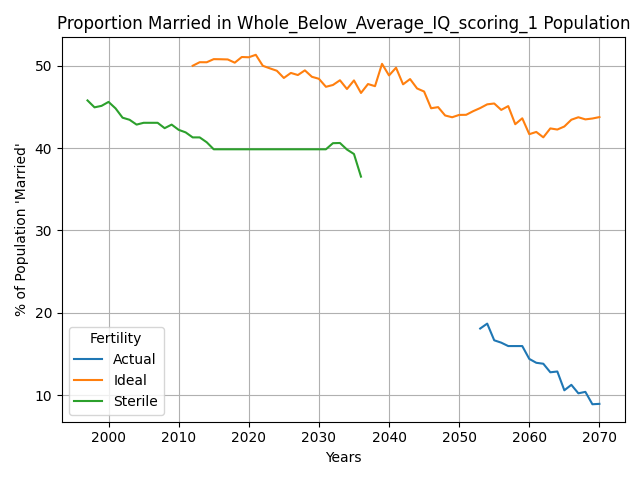 Proportion Married in Whole_Below_Average_IQ_scoring_1 Population
% of Population 'Married'
50
40
30
20
10
Fertility
Actual
Ideal
Sterile
2000 2010 2020 2030 2040 2050 2060 2070
Years